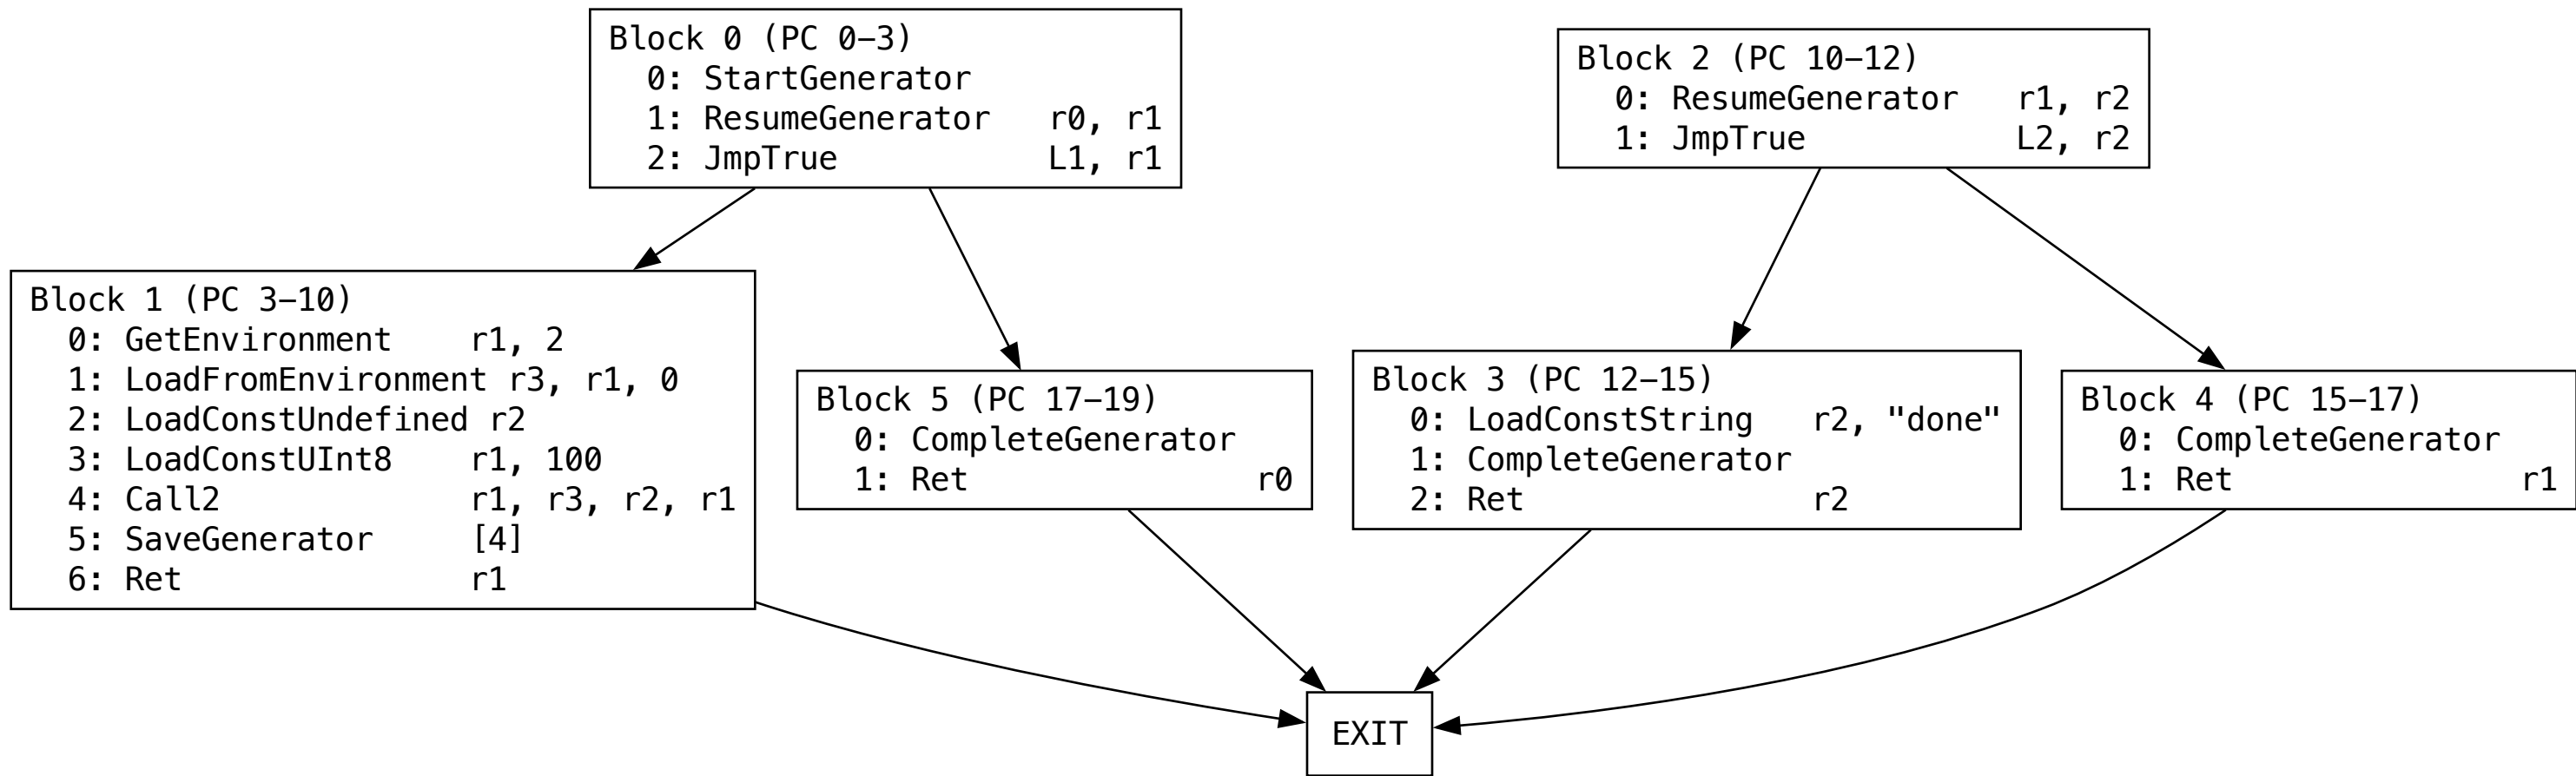 Block 0 (PC 0–3)
0: StartGenerator
1: ResumeGenerator r0, r1
2: JmpTrue L1, r1
Block 2 (PC 10–12)
0: ResumeGenerator r1, r2
1: JmpTrue L2, r2
Block 1 (PC 3–10)
0: GetEnvironment r1, 2
1: LoadFromEnvironment r3, r1, 0
2: LoadConstUndefined r2
3: LoadConstUInt8 r1, 100
4: Call2 r1, r3, r2, r1
5: SaveGenerator [4]
6: Ret r1
Block 5 (PC 17–19)
0: CompleteGenerator
1: Ret r0
Block 3 (PC 12–15)
0: LoadConstString r2, "done"
1: CompleteGenerator
2: Ret r2
Block 4 (PC 15–17)
0: CompleteGenerator
1: Ret r1
EXIT